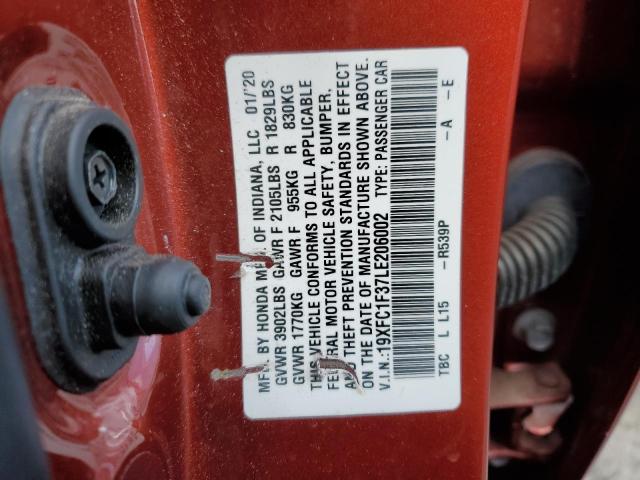 MFD. BY HONDA MFG. OF INDIANA, LLC 01/'20
GVWR 3902LBS GAWR F 2105LBS R 1829LBS
GVWR 1770KG GAWR F 955KG R 830KG
THIS VEHICLE CONFORMS TO ALL APPLICABLE
FEDERAL MOTOR VEHICLE SAFETY, BUMPER,
AND THEFT PREVENTION STANDARDS IN EFFECT
ON THE DATE OF MANUFACTURE SHOWN ABOVE.
V.I.N.:19XFC1F37LE206002 TYPE: PASSENGER CAR
TBC L L15 -R539P -A -E